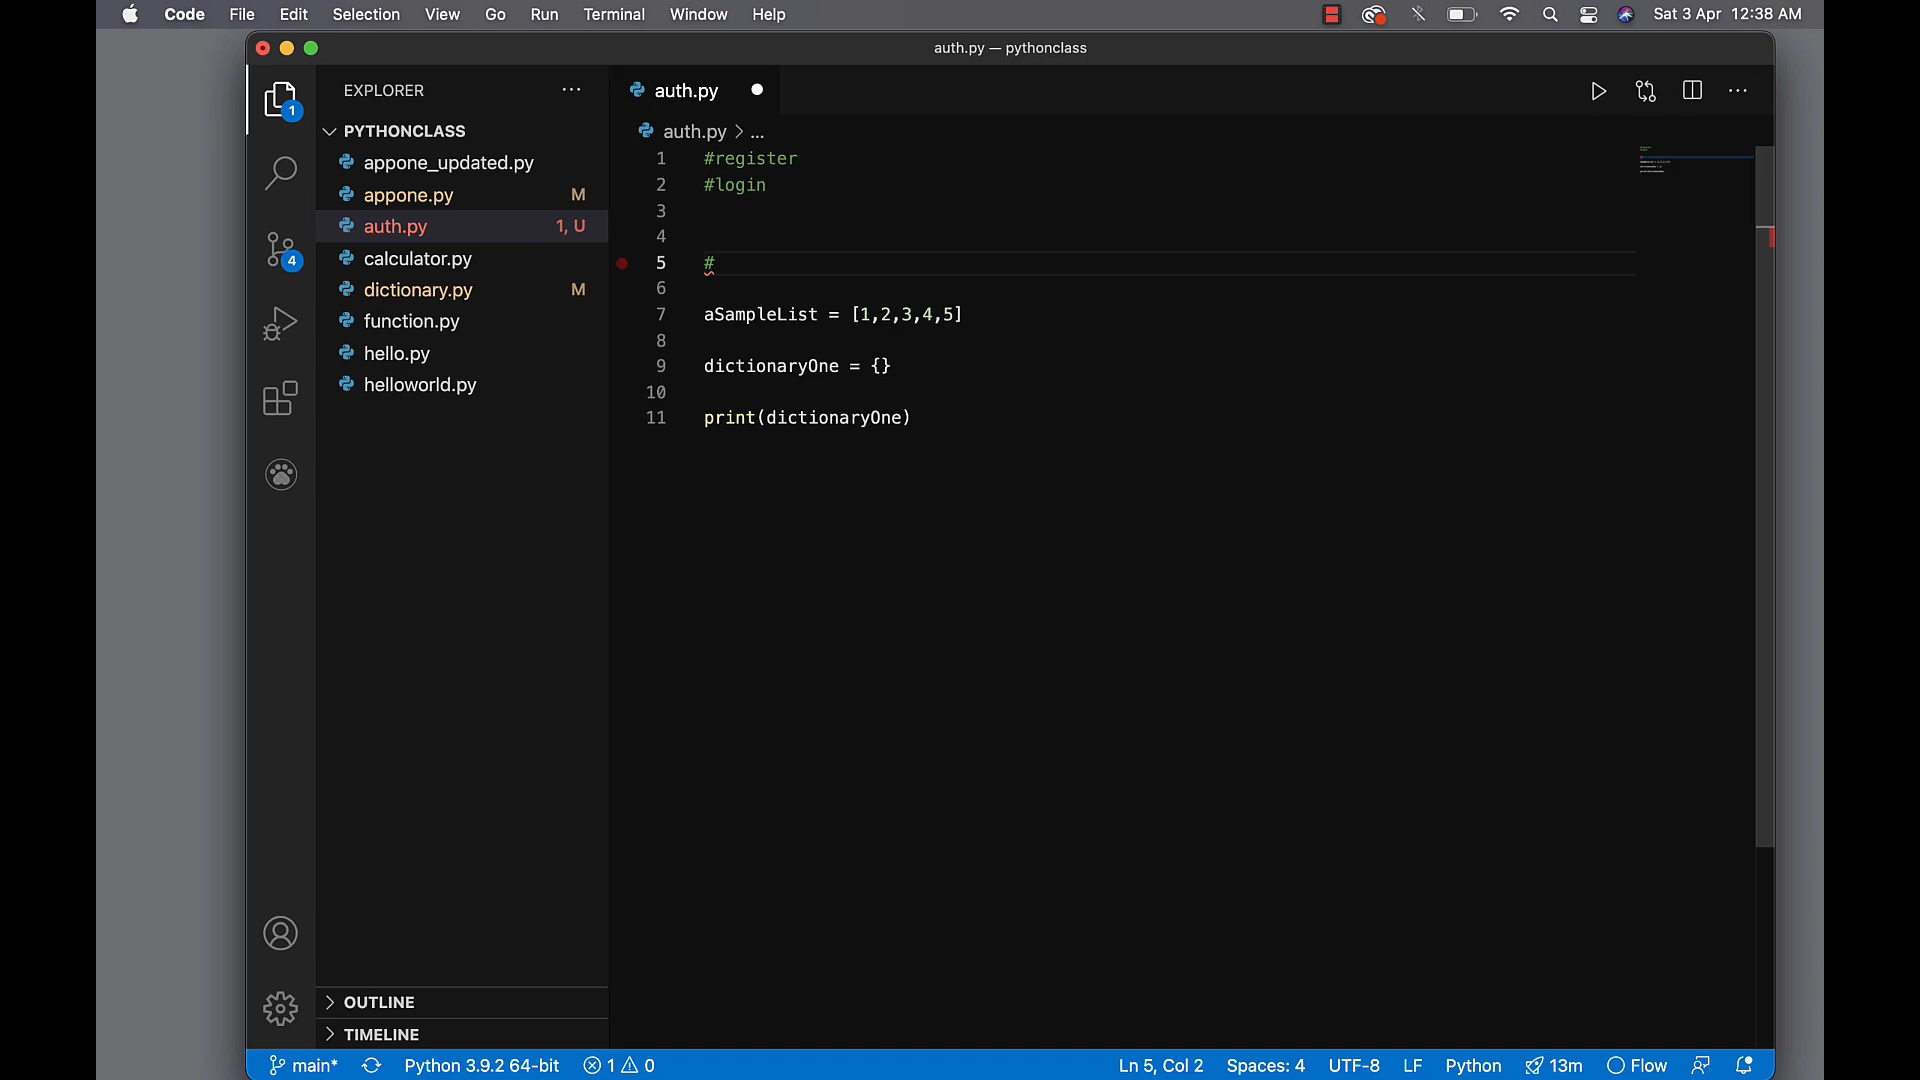 Code File Edit Selection View Go Run Terminal Window Help Sat 3 Apr 12:38 AM
auth.py — pythonclass
EXPLORER ···
auth.py
1
PYTHONCLASS
auth.py > ...
appone_updated.py
appone.py M
auth.py 1, U
calculator.py
4
dictionary.py M
function.py
hello.py
helloworld.py
1 #register
2 #login
3
4
5 #
6
7 aSampleList = [1,2,3,4,5]
8
9 dictionaryOne = {}
10
11 print(dictionaryOne)
OUTLINE
TIMELINE
main* Python 3.9.2 64-bit 1 0 Ln 5, Col 2 Spaces: 4 UTF-8 LF Python 13m Flow